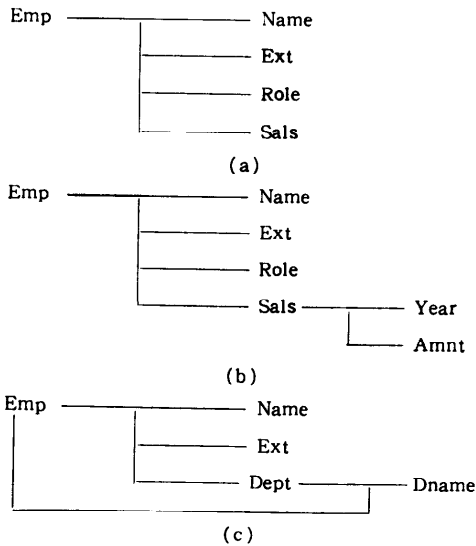 Emp Name
Ext
Role
Sals
(a)
Emp Name
Ext
Role
Sals Year
Amnt
(b)
Emp Name
Ext
Dept Dname
(c)